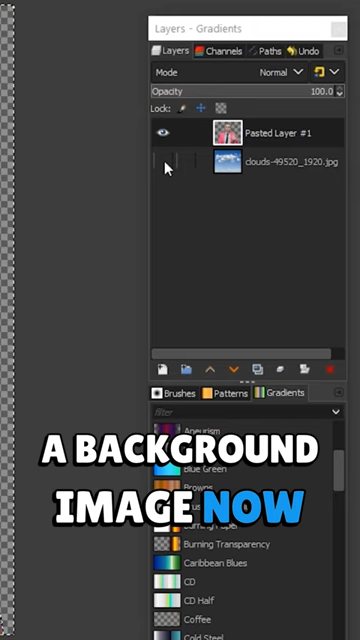 Layers - Gradients
Layers Channels Paths Undo
Mode Normal
Opacity 100.0
Lock:
Pasted Layer #1
clouds-49520_1920.jpg
Brushes Patterns Gradients
filter
Aneurism
Blue Green
Browns
A BACKGROUND
IMAGE NOW
Burning Paper
Burning Transparency
Caribbean Blues
CD
CD Half
Coffee
Cold Steel